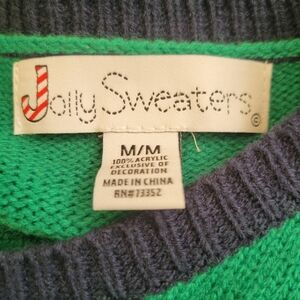 Jolly Sweaters ©
M/M
100% ACRYLIC
EXCLUSIVE OF
DECORATION
MADE IN CHINA
RN#73352